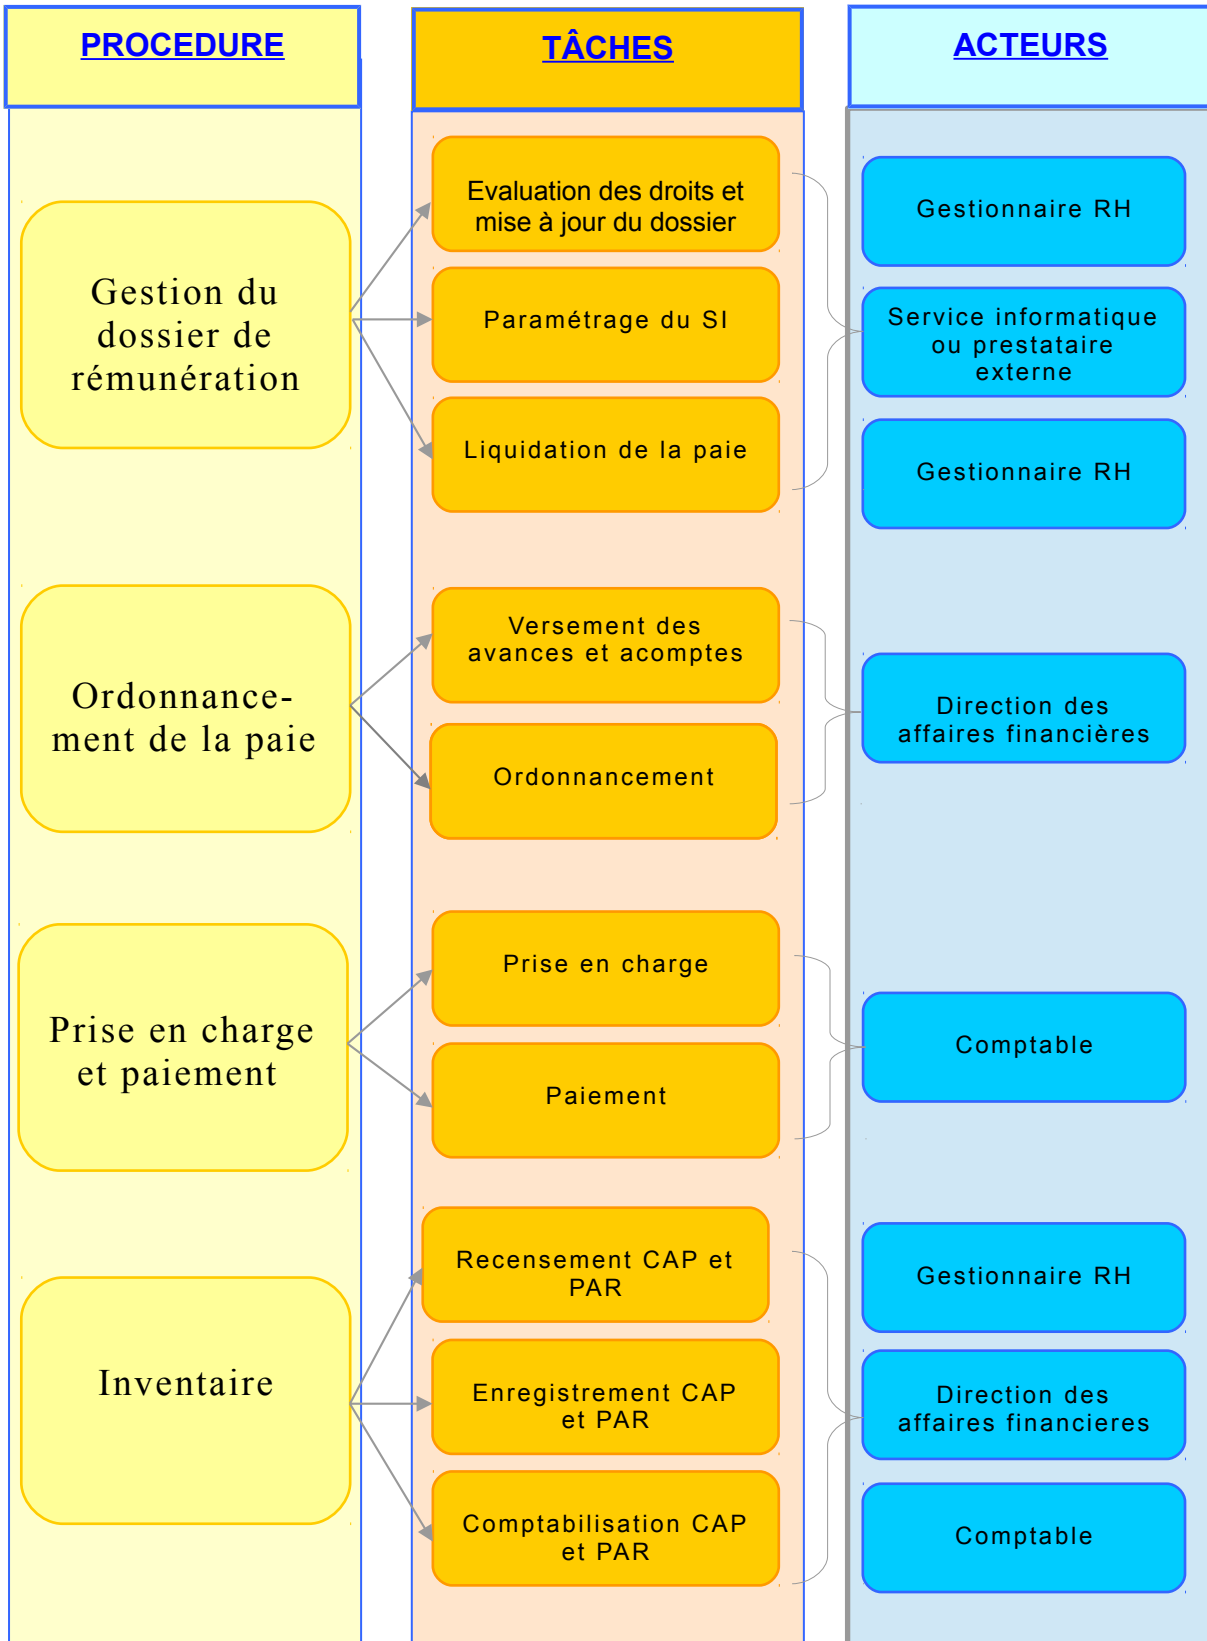 PROCEDURE
TÂCHES
ACTEURS
Gestion du
dossier de
rémunération
Evaluation des droits et
mise à jour du dossier
Paramétrage du SI
Liquidation de la paie
Gestionnaire RH
Service informatique
ou prestataire
externe
Gestionnaire RH
Ordonnance-
ment de la paie
Versement des
avances et acomptes
Ordonnancement
Direction des
affaires financières
Prise en charge
et paiement
Prise en charge
Paiement
Comptable
Inventaire
Recensement CAP et
PAR
Enregistrement CAP
et PAR
Comptabilisation CAP
et PAR
Gestionnaire RH
Direction des
affaires financieres
Comptable